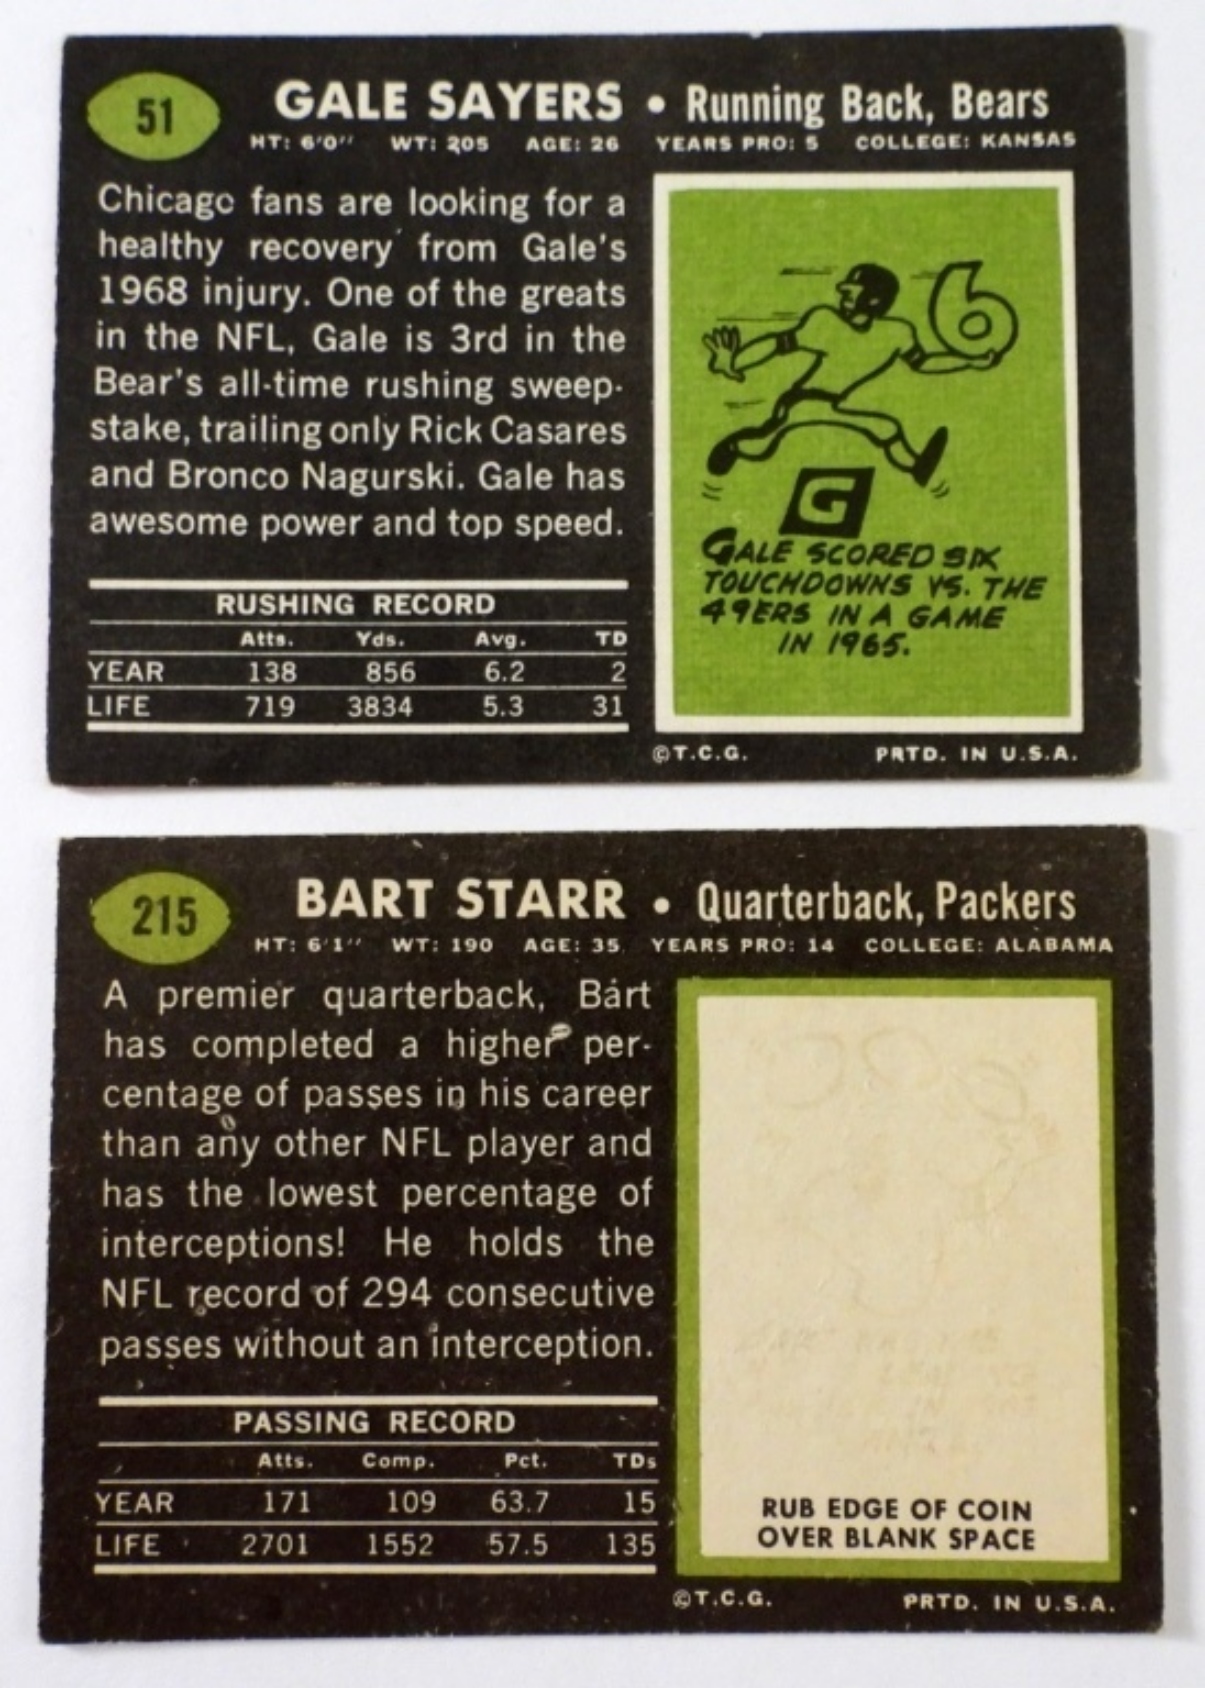 51
GALE SAYERS • Running Back, Bears
HT: 6'0" WT: 205 AGE: 26 YEARS PRO: 5 COLLEGE: KANSAS
Chicago fans are looking for a
healthy recovery from Gale's
1968 injury. One of the greats
in the NFL, Gale is 3rd in the
Bear's all-time rushing sweep-
stake, trailing only Rick Casares
and Bronco Nagurski. Gale has
awesome power and top speed.
RUSHING RECORD
Atts. Yds. Avg. TD
YEAR 138 856 6.2 2
LIFE 719 3834 5.3 31
6
G
GALE SCORED SIX
TOUCHDOWNS VS. THE
49ERS IN A GAME
IN 1965.
©T.C.G. PRTD. IN U.S.A.
215
BART STARR • Quarterback, Packers
HT: 6'1" WT: 190 AGE: 35 YEARS PRO: 14 COLLEGE: ALABAMA
A premier quarterback, Bart
has completed a higher per-
centage of passes in his career
than any other NFL player and
has the lowest percentage of
interceptions! He holds the
NFL record of 294 consecutive
passes without an interception.
PASSING RECORD
Atts. Comp. Pct. TDs
YEAR 171 109 63.7 15
LIFE 2701 1552 57.5 135
RUB EDGE OF COIN
OVER BLANK SPACE
©T.C.G. PRTD. IN U.S.A.